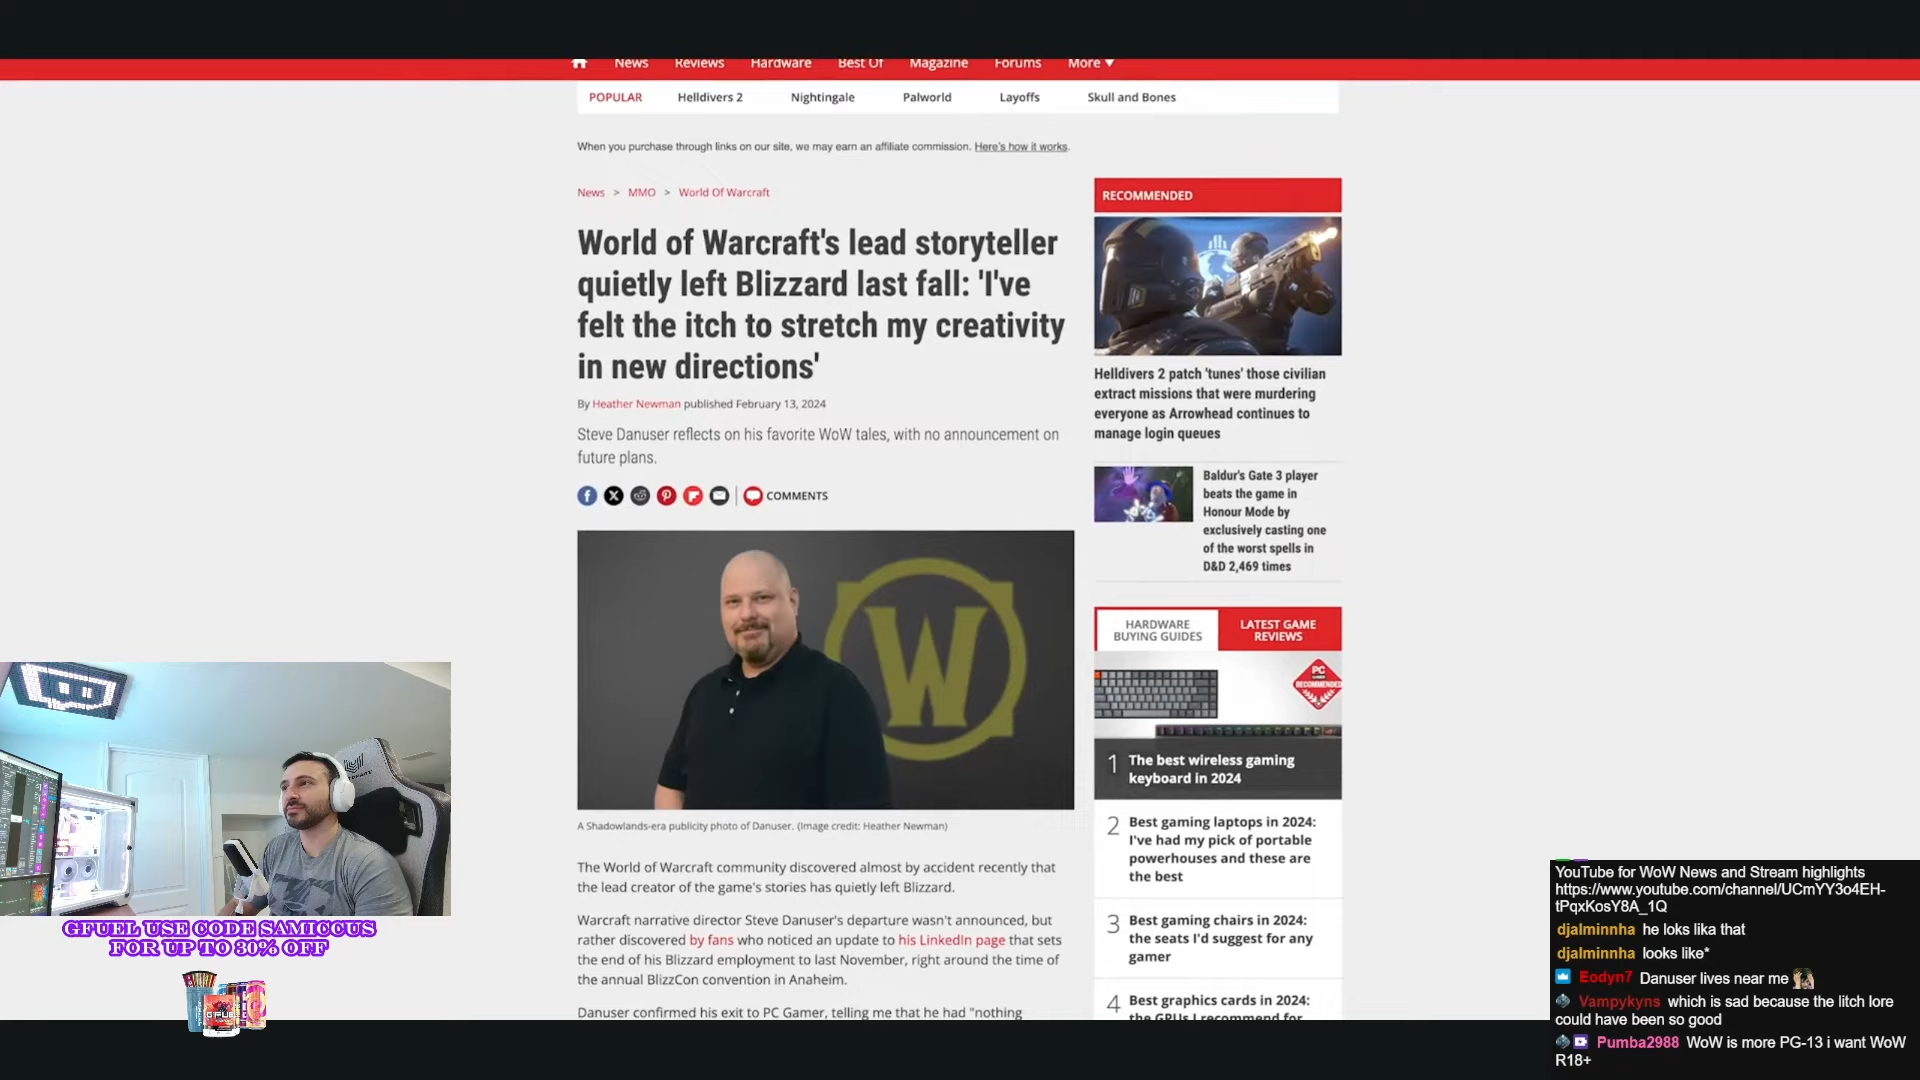 News Reviews Hardware Best Of Magazine Forums More ▼
POPULAR Helldivers 2 Nightingale Palworld Layoffs Skull and Bones
When you purchase through links on our site, we may earn an affiliate commission. Here's how it works.
News > MMO > World Of Warcraft
World of Warcraft's lead storyteller
quietly left Blizzard last fall: 'I've
felt the itch to stretch my creativity
in new directions'
By Heather Newman published February 13, 2024
Steve Danuser reflects on his favorite WoW tales, with no announcement on
future plans.
COMMENTS
W
A Shadowlands-era publicity photo of Danuser. (Image credit: Heather Newman)
The World of Warcraft community discovered almost by accident recently that
the lead creator of the game's stories has quietly left Blizzard.
Warcraft narrative director Steve Danuser's departure wasn't announced, but
rather discovered by fans who noticed an update to his LinkedIn page that sets
the end of his Blizzard employment to last November, right around the time of
the annual BlizzCon convention in Anaheim.
Danuser confirmed his exit to PC Gamer, telling me that he had "nothing
RECOMMENDED
Helldivers 2 patch 'tunes' those civilian
extract missions that were murdering
everyone as Arrowhead continues to
manage login queues
Baldur's Gate 3 player
beats the game in
Honour Mode by
exclusively casting one
of the worst spells in
D&D 2,469 times
HARDWARE
BUYING GUIDES
LATEST GAME
REVIEWS
PC
GAMER
RECOMMENDED
1 The best wireless gaming
keyboard in 2024
2 Best gaming laptops in 2024:
I've had my pick of portable
powerhouses and these are
the best
3 Best gaming chairs in 2024:
the seats I'd suggest for any
gamer
4 Best graphics cards in 2024:
the GPUs I recommend for
GFUEL USE CODE SAMICCUS
FOR UP TO 30% OFF
GFUEL
YouTube for WoW News and Stream highlights
https://www.youtube.com/channel/UCmYY3o4EH-
tPqxKosY8A_1Q
djalminnha he loks lika that
djalminnha looks like*
Eodyn7 Danuser lives near me
Vampykyns which is sad because the litch lore
could have been so good
Pumba2988 WoW is more PG-13 i want WoW
R18+